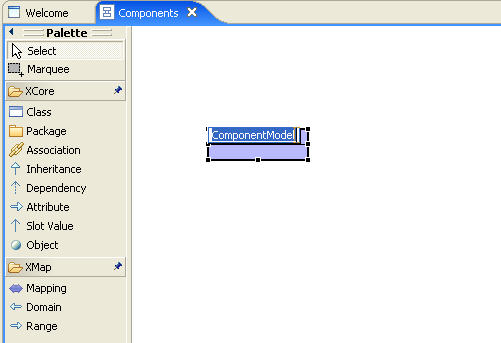 Welcome
Components
Palette
Select
Marquee
XCore
Class
Package
Association
Inheritance
Dependency
Attribute
Slot Value
Object
XMap
Mapping
Domain
Range
ComponentModel